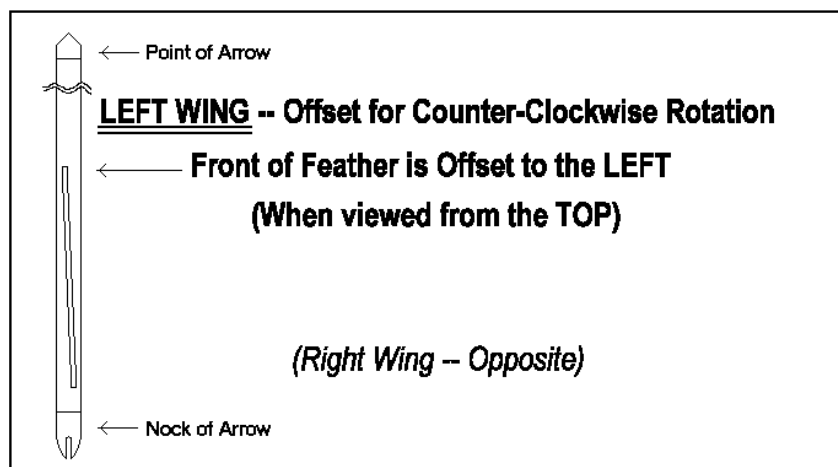 Point of Arrow
LEFT WING -- Offset for Counter-Clockwise Rotation
Front of Feather is Offset to the LEFT
(When viewed from the TOP)
(Right Wing -- Opposite)
Nock of Arrow